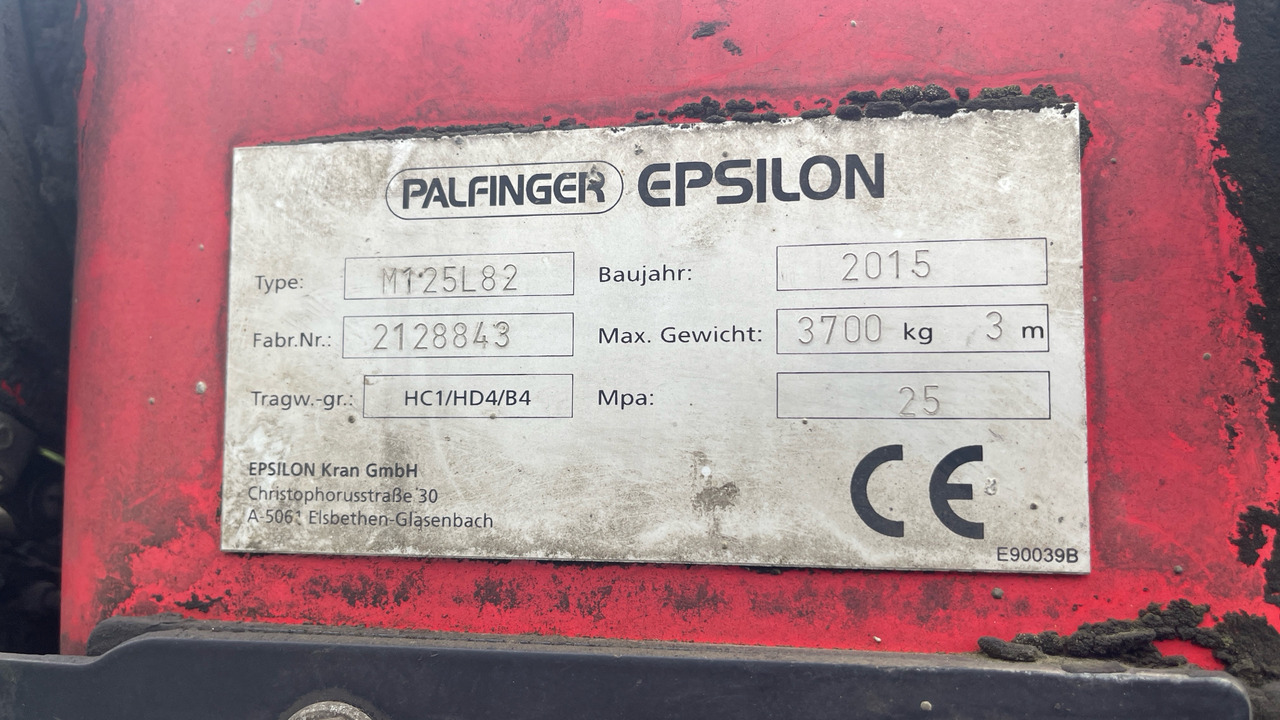 PALFINGER EPSILON
Type: M125L82 Baujahr: 2015
Fabr.Nr.: 2128843 Max. Gewicht: 3700 kg 3 m
Tragw.-gr.: HC1/HD4/B4 Mpa: 25
EPSILON Kran GmbH
Christophorusstraße 30
A-5061 Elsbethen-Glasenbach
CE
E90039B